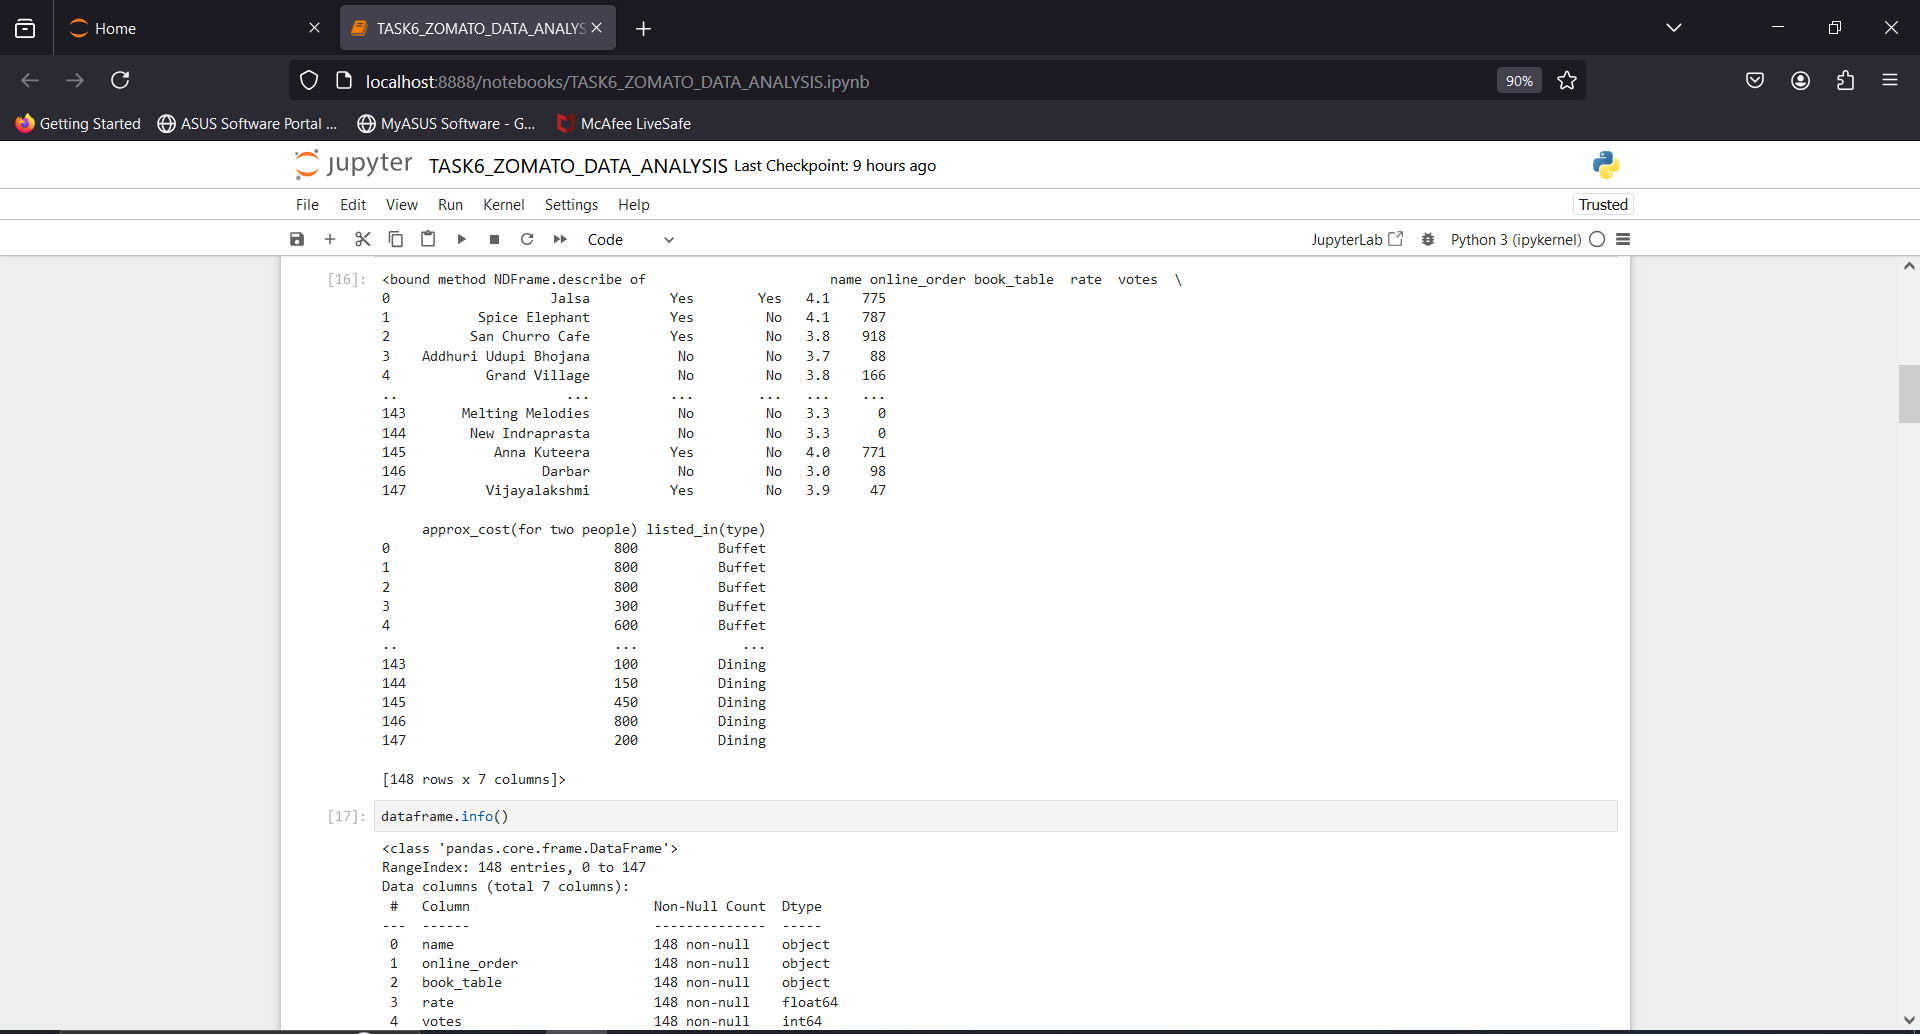 Home
TASK6_ZOMATO_DATA_ANALYS
localhost:8888/notebooks/TASK6_ZOMATO_DATA_ANALYSIS.ipynb
90%
Getting Started
ASUS Software Portal ...
MyASUS Software - G...
McAfee LiveSafe
jupyter TASK6_ZOMATO_DATA_ANALYSIS Last Checkpoint: 9 hours ago
File Edit View Run Kernel Settings Help
Trusted
Code
JupyterLab
Python 3 (ipykernel)
[16]: <bound method NDFrame.describe of                       name online_order book_table  rate  votes  \
0                    Jalsa          Yes        Yes   4.1    775
1           Spice Elephant          Yes         No   4.1    787
2          San Churro Cafe          Yes         No   3.8    918
3    Addhuri Udupi Bhojana           No         No   3.7     88
4            Grand Village           No         No   3.8    166
..                     ...          ...        ...   ...    ...
143       Melting Melodies           No         No   3.3      0
144        New Indraprasta           No         No   3.3      0
145           Anna Kuteera          Yes         No   4.0    771
146                 Darbar           No         No   3.0     98
147          Vijayalakshmi          Yes         No   3.9     47
approx_cost(for two people) listed_in(type)
0                            800          Buffet
1                            800          Buffet
2                            800          Buffet
3                            300          Buffet
4                            600          Buffet
..                           ...             ...
143                          100          Dining
144                          150          Dining
145                          450          Dining
146                          800          Dining
147                          200          Dining
[148 rows x 7 columns]>
[17]: dataframe.info()
<class 'pandas.core.frame.DataFrame'>
RangeIndex: 148 entries, 0 to 147
Data columns (total 7 columns):
 #   Column                       Non-Null Count  Dtype
---  ------                       --------------  -----
 0   name                         148 non-null    object
 1   online_order                 148 non-null    object
 2   book_table                   148 non-null    object
 3   rate                         148 non-null    float64
 4   votes                        148 non-null    int64